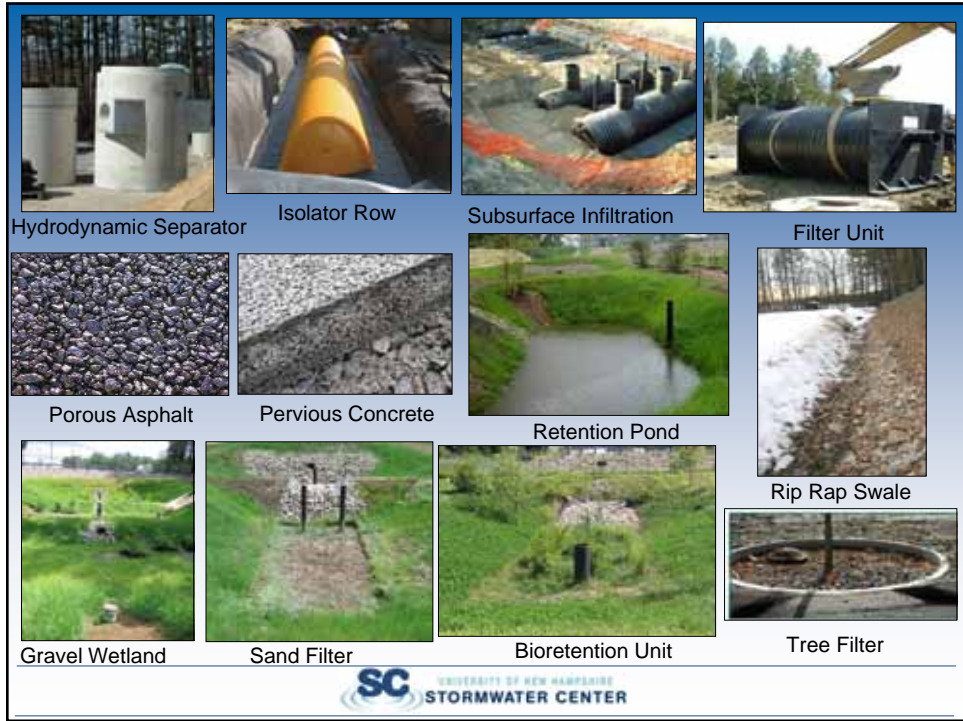 Hydrodynamic Separator
Isolator Row
Subsurface Infiltration
Filter Unit
Porous Asphalt
Pervious Concrete
Retention Pond
Rip Rap Swale
Gravel Wetland
Sand Filter
Bioretention Unit
Tree Filter
SC
UNIVERSITY OF NEW HAMPSHIRE
STORMWATER CENTER